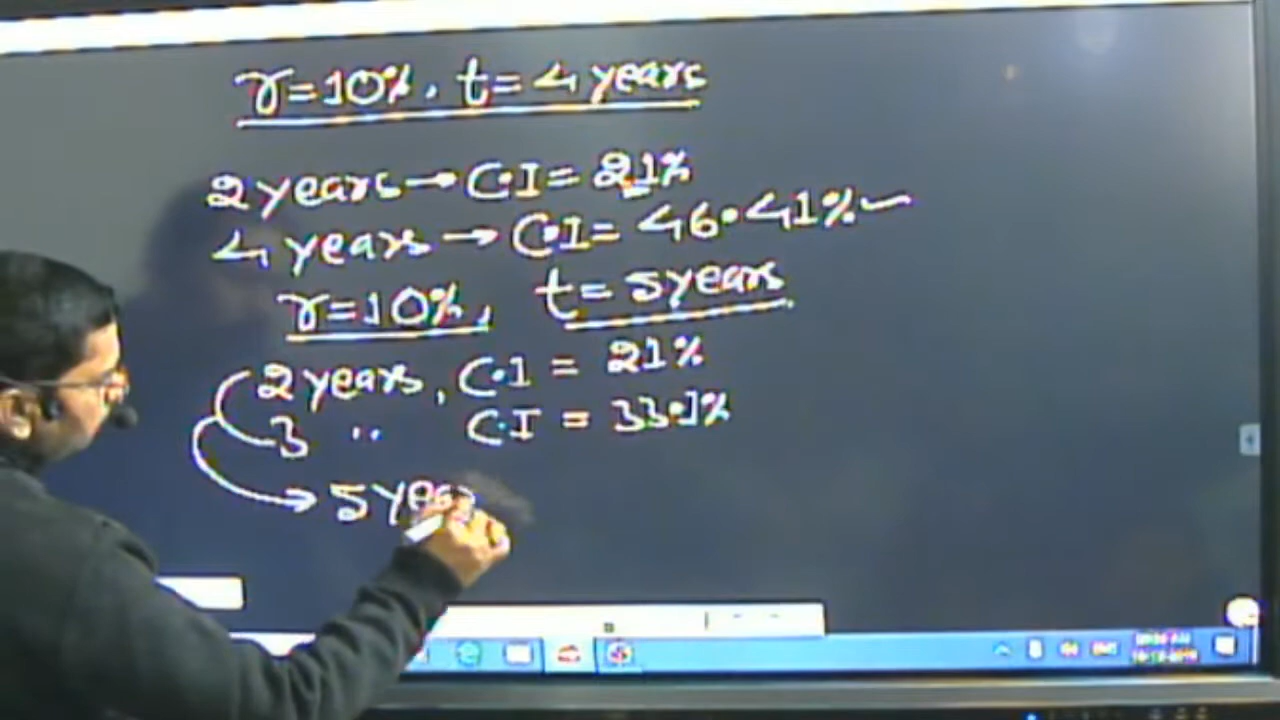 r=10%, t=4 years
2 years → C.I = 21%
4 years → C.I = 46.41%
r=10%, t= 5 years
2 years, C.I = 21%
3 " C.I = 33.1%
5 yea